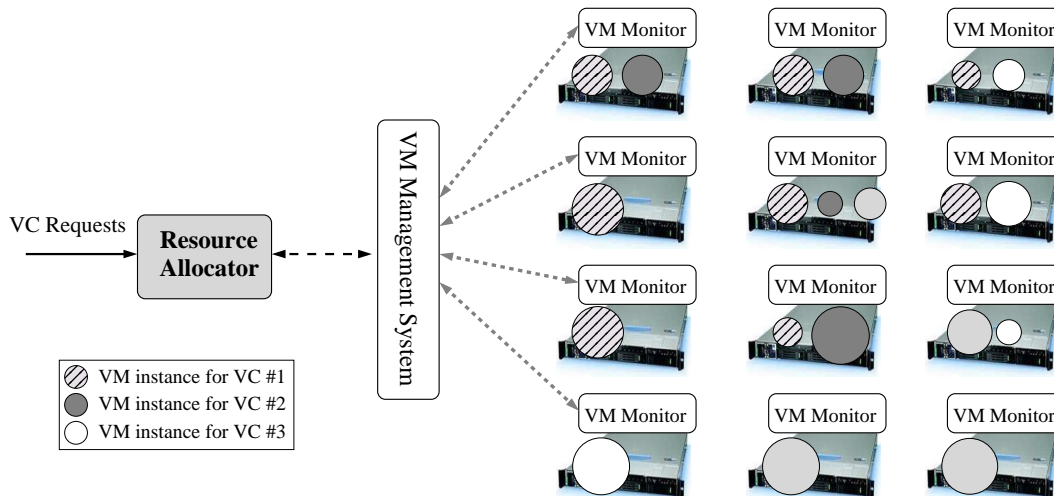 VM Monitor
VM Monitor
VM Monitor
VM Monitor
VM Monitor
VM Monitor
VC Requests
Resource
Allocator
VM Management System
VM Monitor
VM Monitor
VM Monitor
VM instance for VC #1
VM instance for VC #2
VM instance for VC #3
VM Monitor
VM Monitor
VM Monitor